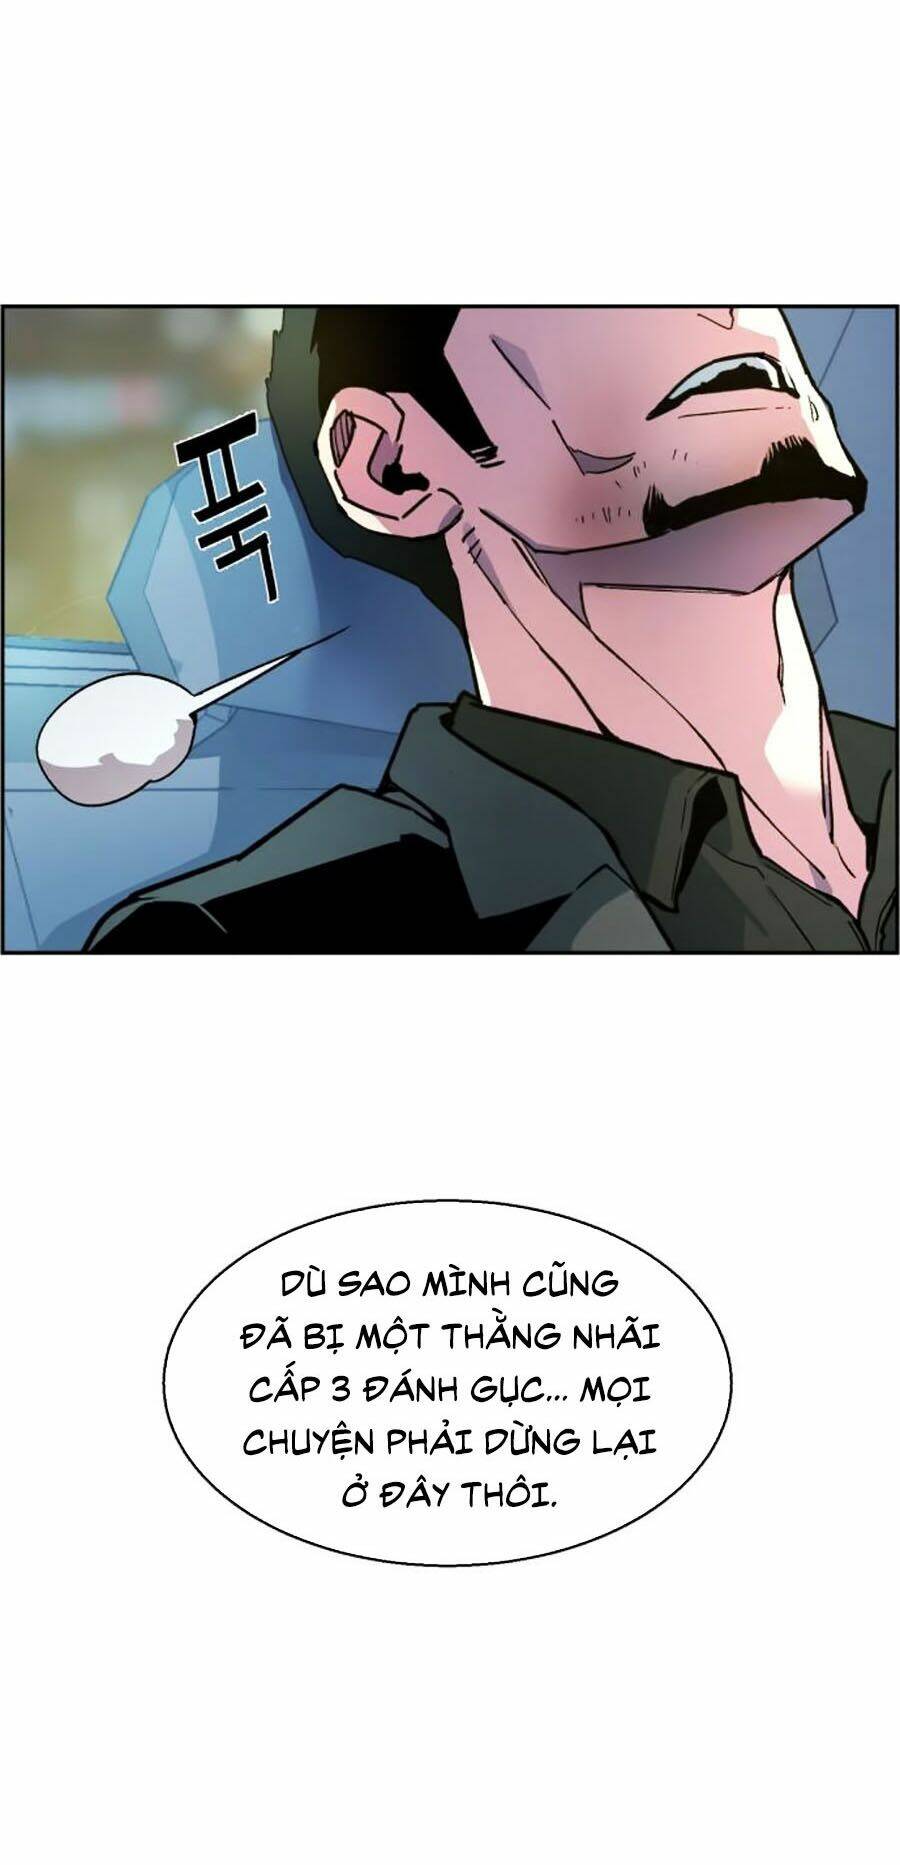 푹
DÙ SAO MÌNH CŨNG
ĐÃ BỊ MỘT THẰNG NHÃI
CẤP 3 ĐÁNH GỤC... MỌI
CHUYỆN PHẢI DỪNG LẠI
Ở ĐÂY THÔI.